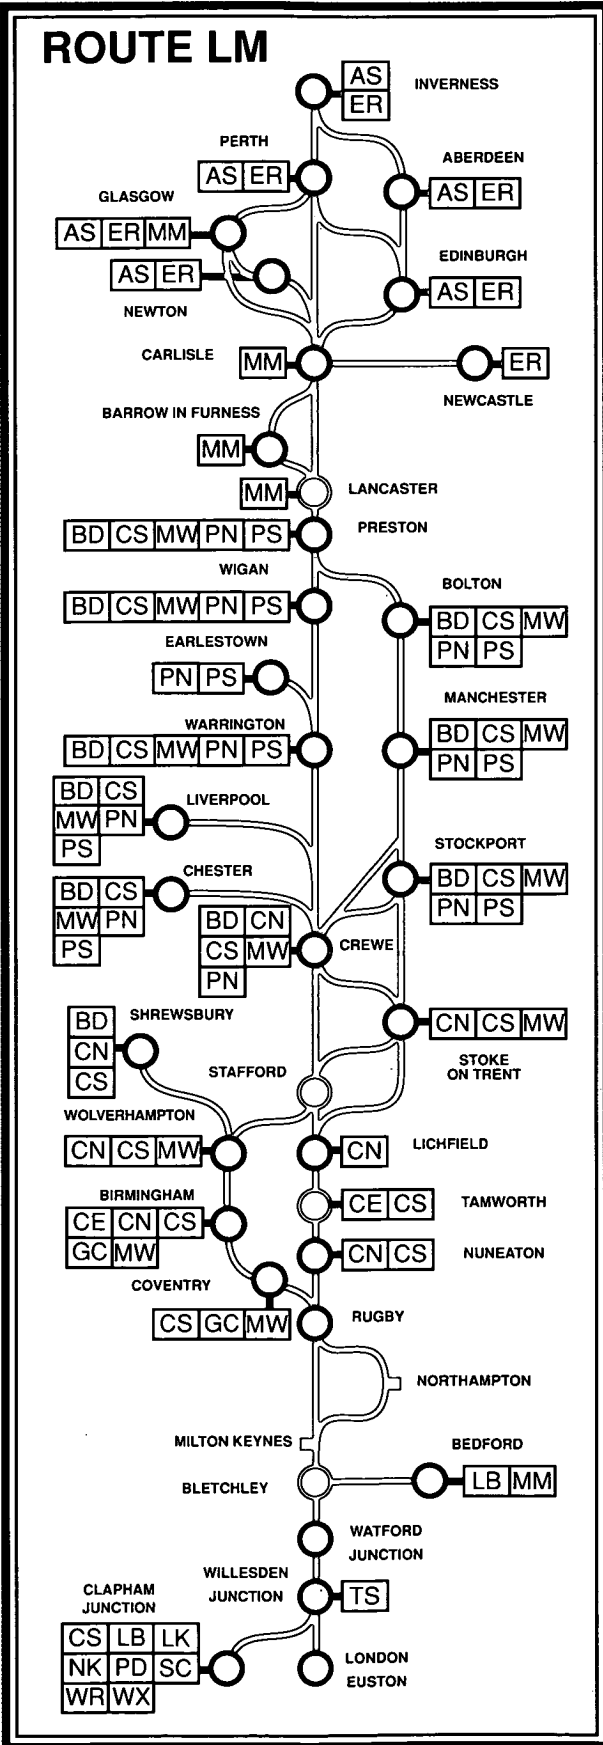 ROUTE LM
AS
ER
INVERNESS
PERTH
AS ER
ABERDEEN
AS ER
GLASGOW
AS ER MM
AS ER
NEWTON
EDINBURGH
AS ER
CARLISLE
MM
ER
NEWCASTLE
BARROW IN FURNESS
MM
MM
LANCASTER
BD CS MW PN PS
PRESTON
WIGAN
BD CS MW PN PS
BOLTON
BD CS MW
PN PS
EARLESTOWN
PN PS
MANCHESTER
BD CS MW
PN PS
WARRINGTON
BD CS MW PN PS
BD CS
MW PN
PS
LIVERPOOL
STOCKPORT
BD CS MW
PN PS
CHESTER
BD CS
MW PN
PS
BD CN
CS MW
PN
CREWE
BD
CN
CS
SHREWSBURY
CN CS MW
STOKE
ON TRENT
STAFFORD
WOLVERHAMPTON
CN CS MW
CN
LICHFIELD
BIRMINGHAM
CE CN CS
GC MW
CE CS
TAMWORTH
CN CS
NUNEATON
COVENTRY
CS GC MW
RUGBY
NORTHAMPTON
MILTON KEYNES
BEDFORD
LB MM
BLETCHLEY
WATFORD
JUNCTION
WILLESDEN
JUNCTION
TS
CLAPHAM
JUNCTION
CS LB LK
NK PD SC
WR WX
LONDON
EUSTON